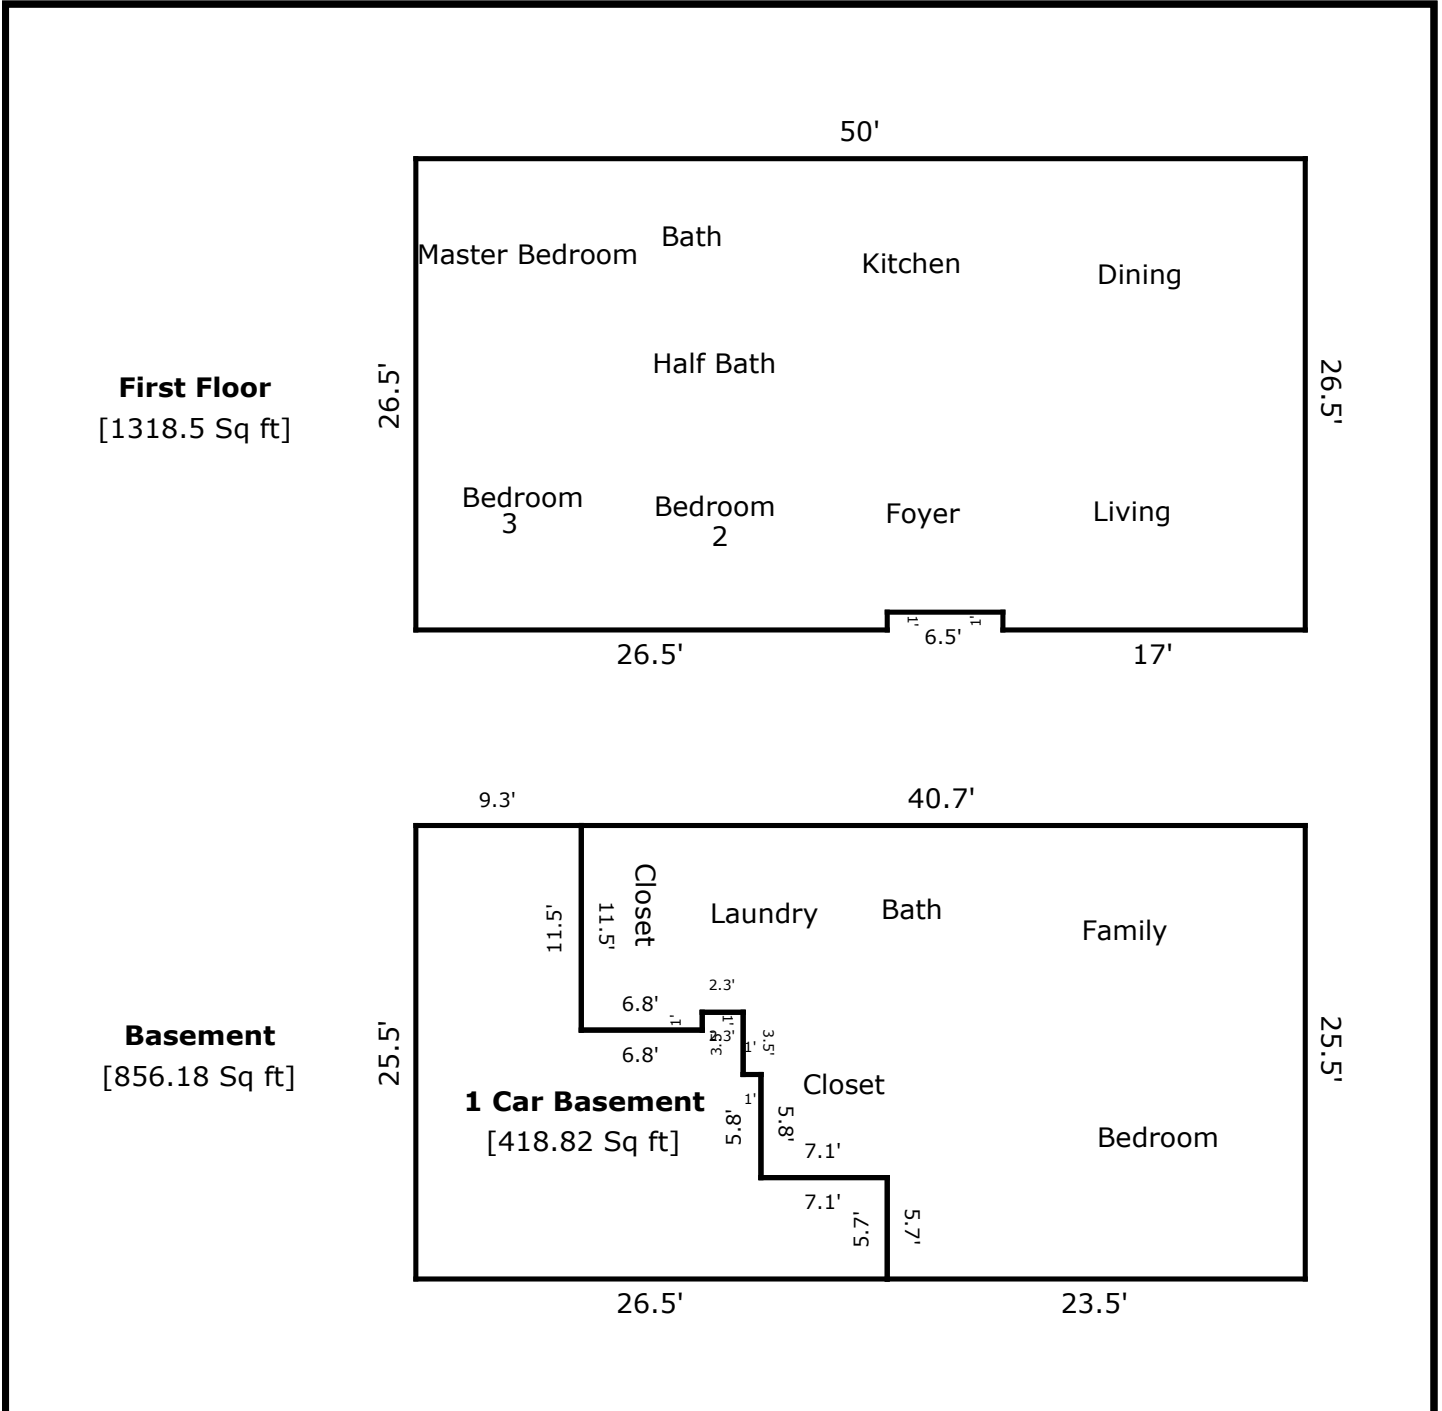 50'
Master Bedroom
Bath
Kitchen
Dining
Half Bath
26.5'
26.5'
First Floor
[1318.5 Sq ft]
Bedroom
3
Bedroom
2
Foyer
Living
1'
1'
6.5'
26.5'
17'
9.3'
40.7'
Closet
Laundry
Bath
Family
11.5'
11.5'
2.3'
6.8'
1'
1'
2.3'
3.5'
3.5'
1'
6.8'
25.5'
25.5'
Basement
[856.18 Sq ft]
1 Car Basement
[418.82 Sq ft]
1'
Closet
5.8'
5.8'
Bedroom
7.1'
7.1'
5.7'
5.7'
26.5'
23.5'